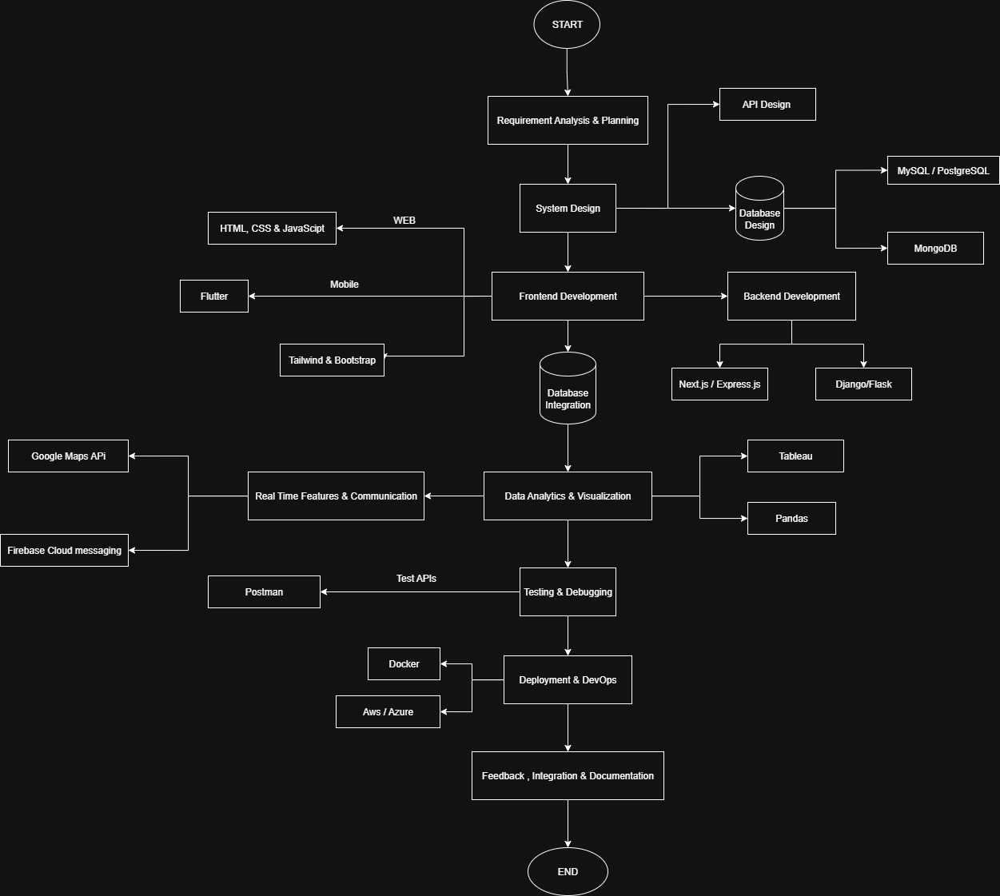 START
Requirement Analysis & Planning
API Design
MySQL / PostgreSQL
System Design
Database
Design
WEB
HTML, CSS & JavaScipt
MongoDB
Mobile
Flutter
Frontend Development
Backend Development
Tailwind & Bootstrap
Database
Integration
Next.js / Express.js
Django/Flask
Google Maps APi
Tableau
Real Time Features & Communication
Data Analytics & Visualization
Pandas
Firebase Cloud messaging
Test APIs
Postman
Testing & Debugging
Docker
Deployment & DevOps
Aws / Azure
Feedback , Integration & Documentation
END